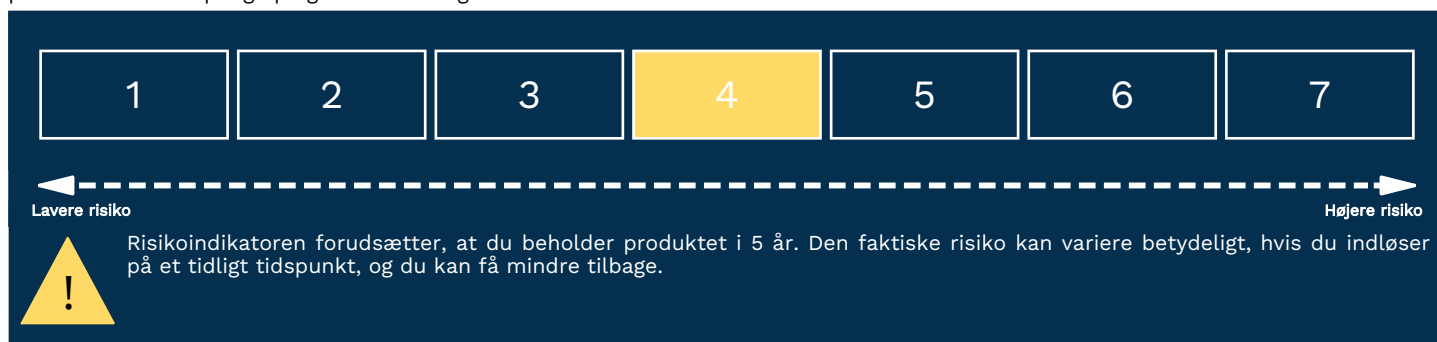 1 2 3 4 5 6 7
Lavere risiko Højere risiko
Risikoindikatoren forudsætter, at du beholder produktet i 5 år. Den faktiske risiko kan variere betydeligt, hvis du indløser
på et tidligt tidspunkt, og du kan få mindre tilbage.
!